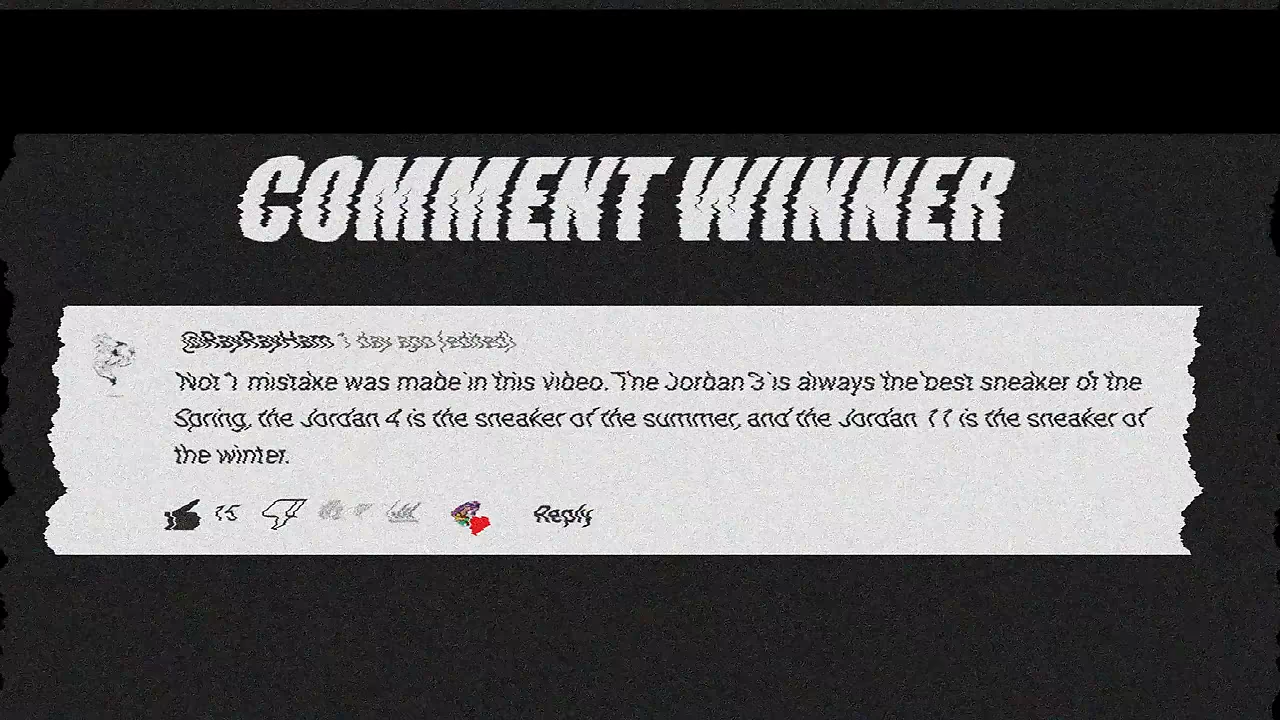 COMMENT WINNER
@RayRayHam 1 day ago (edited)
Not 1 mistake was made in this video. The Jordan 3 is always the best sneaker of the
Spring, the Jordan 4 is the sneaker of the summer, and the Jordan 11 is the sneaker of
the winter.
15 Reply